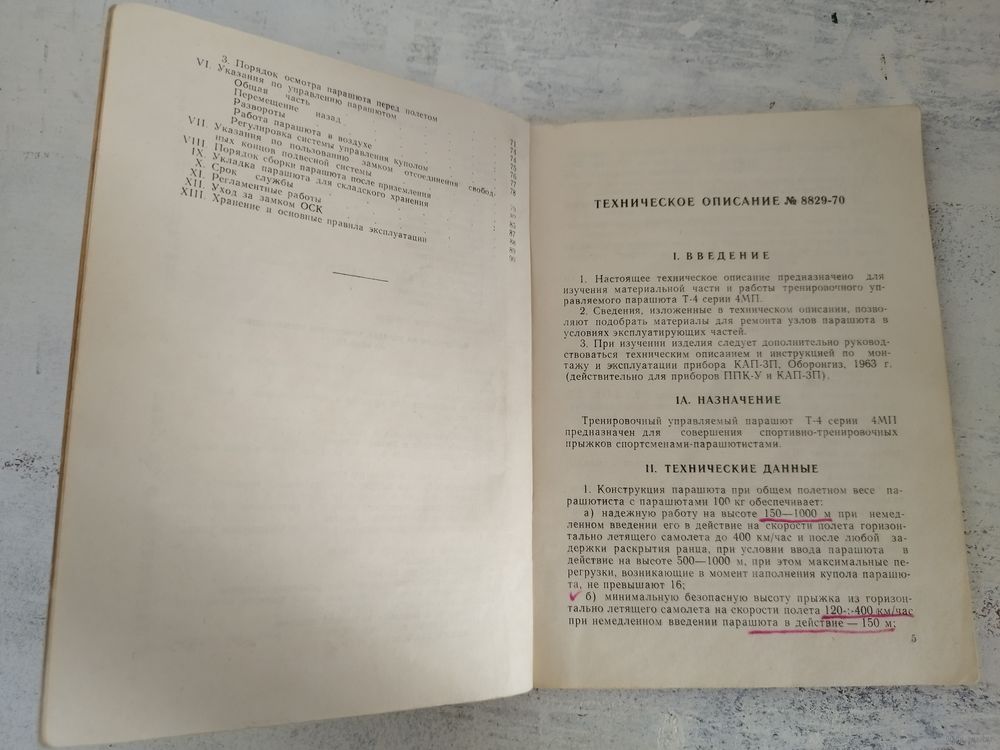 3. Порядок осмотра парашюта перед полетом 71
VI. Указания по управлению парашютом
Общая часть
Перемещение назад
Развороты
Работа парашюта в воздухе
Регулировка системы управления куполом
VII. Указания по пользованию замком отсоединения свобод-
ных концов подвесной системы
VIII. Порядок сборки парашюта после приземления
IX. Укладка парашюта для складского хранения
X. Срок службы
XI. Регламентные работы
XII. Уход за замком ОСК
XIII. Хранение и основные правила эксплуатации 90
ТЕХНИЧЕСКОЕ ОПИСАНИЕ № 8829-70
I. ВВЕДЕНИЕ
1. Настоящее техническое описание предназначено для
изучения материальной части и работы тренировочного уп-
равляемого парашюта Т-4 серии 4МП.
2. Сведения, изложенные в техническом описании, позво-
ляют подобрать материалы для ремонта узлов парашюта в
условиях эксплуатирующих частей.
3. При изучении изделия следует дополнительно руковод-
ствоваться техническим описанием и инструкцией по мон-
тажу и эксплуатации прибора КАП-3П, Оборонгиз, 1963 г.
(действительно для приборов ППК-У и КАП-3П).
IA. НАЗНАЧЕНИЕ
Тренировочный управляемый парашют Т-4 серии 4МП
предназначен для совершения спортивно-тренировочных
прыжков спортсменами-парашютистами.
II. ТЕХНИЧЕСКИЕ ДАННЫЕ
1. Конструкция парашюта при общем полетном весе па-
рашютиста с парашютами 100 кг обеспечивает:
а) надежную работу на высоте 150—1000 м при немед-
ленном введении его в действие на скорости полета горизон-
тально летящего самолета до 400 км/час и после любой за-
держки раскрытия ранца, при условии ввода парашюта в
действие на высоте 500—1000 м, при этом максимальные пе-
регрузки, возникающие в момент наполнения купола парашю-
та, не превышают 16;
б) минимальную безопасную высоту прыжка из горизон-
тально летящего самолета на скорости полета 120-:-400 км/час
при немедленном введении парашюта в действие — 150 м;
5